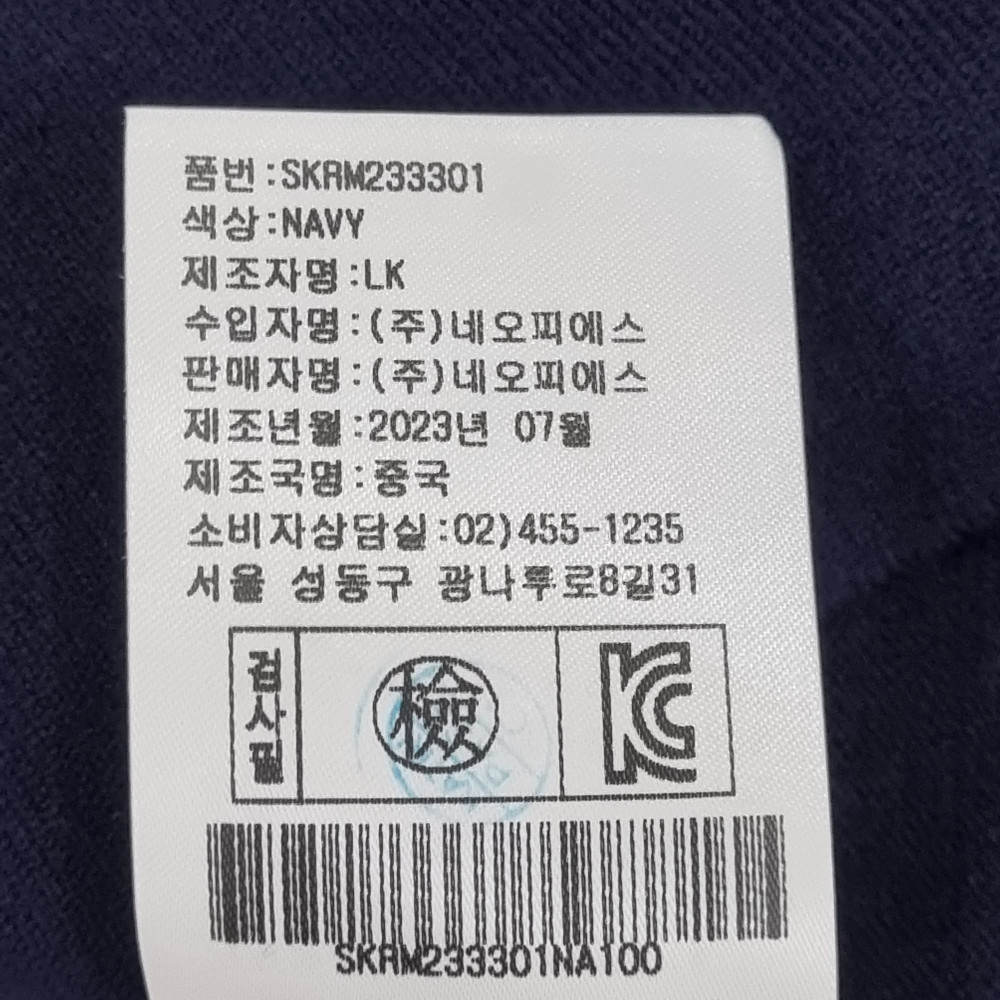 품번:SKRM233301
색상:NAVY
제조자명:LK
수입자명:(주)네오피에스
판매자명:(주)네오피에스
제조년월:2023년 07월
제조국명:중국
소비자상담실:02)455-1235
서울 성동구 광나루로8길31
검사필
檢
KC
SKRM233301NA100